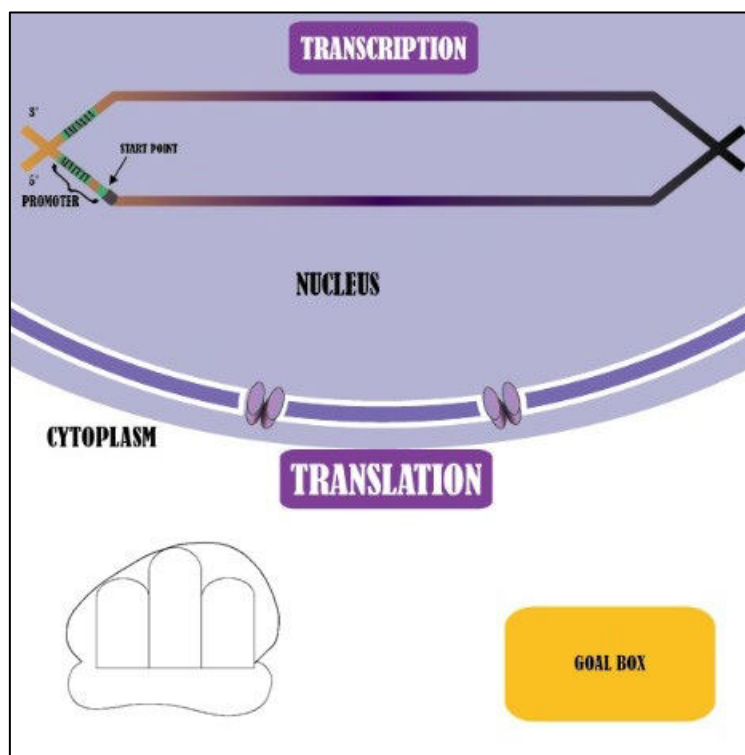 TRANSCRIPTION
3'
START POINT
5'
PROMOTER
NUCLEUS
CYTOPLASM
TRANSLATION
GOAL BOX